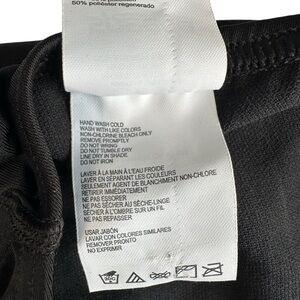 50% poliéster regenerado
HAND WASH COLD
WASH WITH LIKE COLORS
NON-CHLORINE BLEACH ONLY
REMOVE PROMPTLY
DO NOT WRING
DO NOT TUMBLE DRY
LINE DRY IN SHADE
DO NOT IRON
LAVER À LA MAIN À L'EAU FROIDE
LAVER EN SÉPARANT LES COULEURS
SEULEMENT AGENT DE BLANCHIMENT NON-CHLORE
RETIRER IMMÉDIATEMENT
NE PAS ESSORER
NE PAS SÉCHER AU SÈCHE-LINGE
SÉCHER À L'OMBRE SUR UN FIL
NE PAS REPASSER
USAR JABÓN
LAVAR CON COLORES SIMILARES
REMOVER PRONTO
NO EXPRIMIR